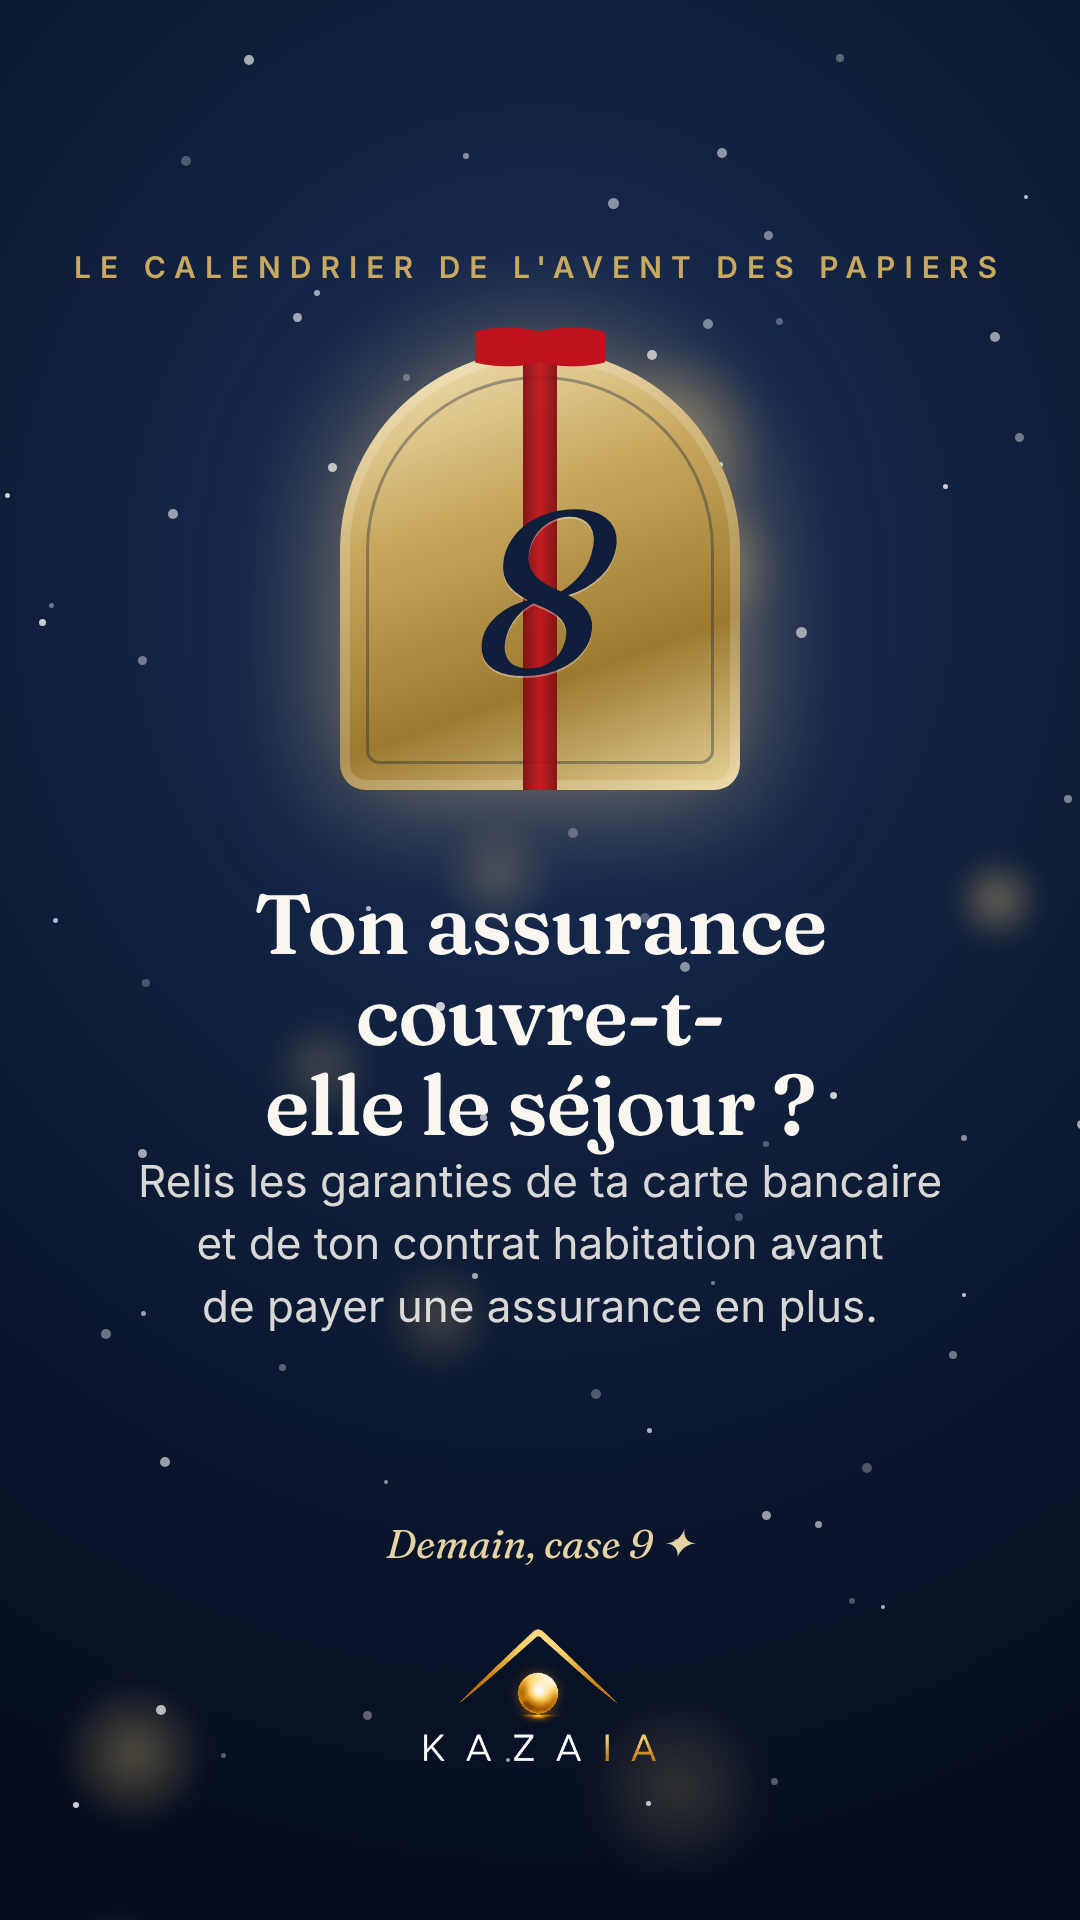 LE CALENDRIER DE L'AVENT DES PAPIERS
8
Ton assurance
couvre-t-
elle le séjour ?
Relis les garanties de ta carte bancaire
et de ton contrat habitation avant
de payer une assurance en plus.
Demain, case 9 ✦
KAZAIA